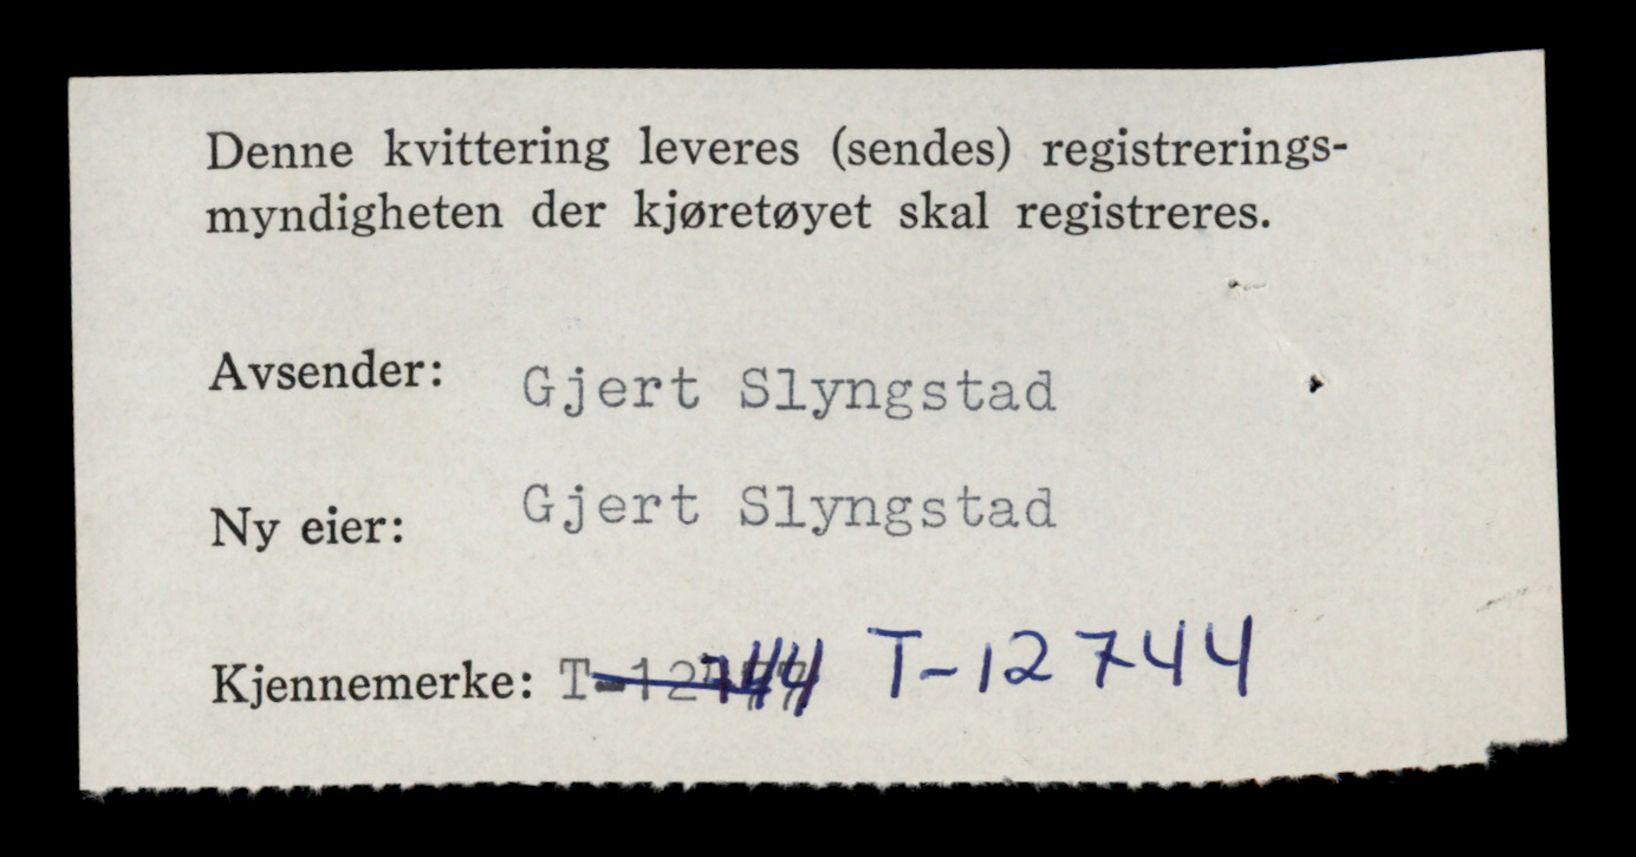 Denne kvittering leveres (sendes) registrerings-
myndigheten der kjøretøyet skal registreres.
Avsender: Gjert Slyngstad
Ny eier: Gjert Slyngstad
Kjennemerke: T-12744